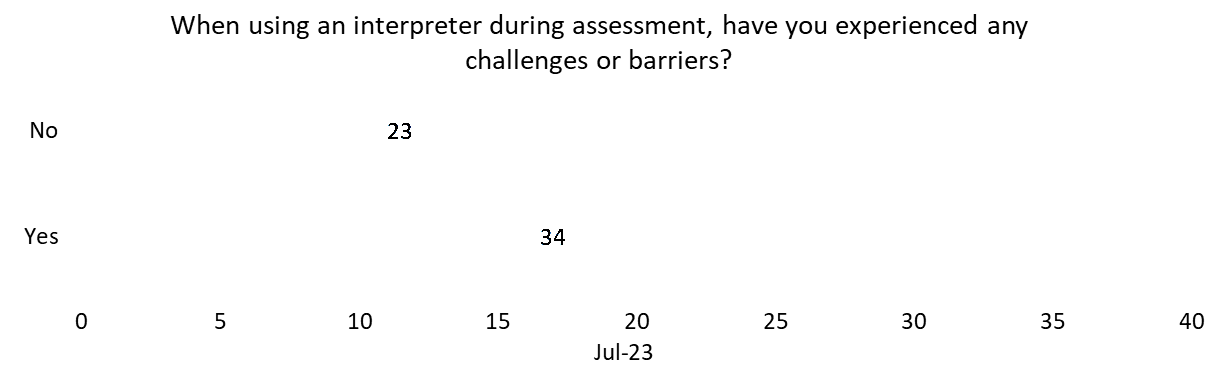 When using an interpreter during assessment, have you experienced any
challenges or barriers?
No 23
Yes 34
0 5 10 15 20 25 30 35 40
Jul-23